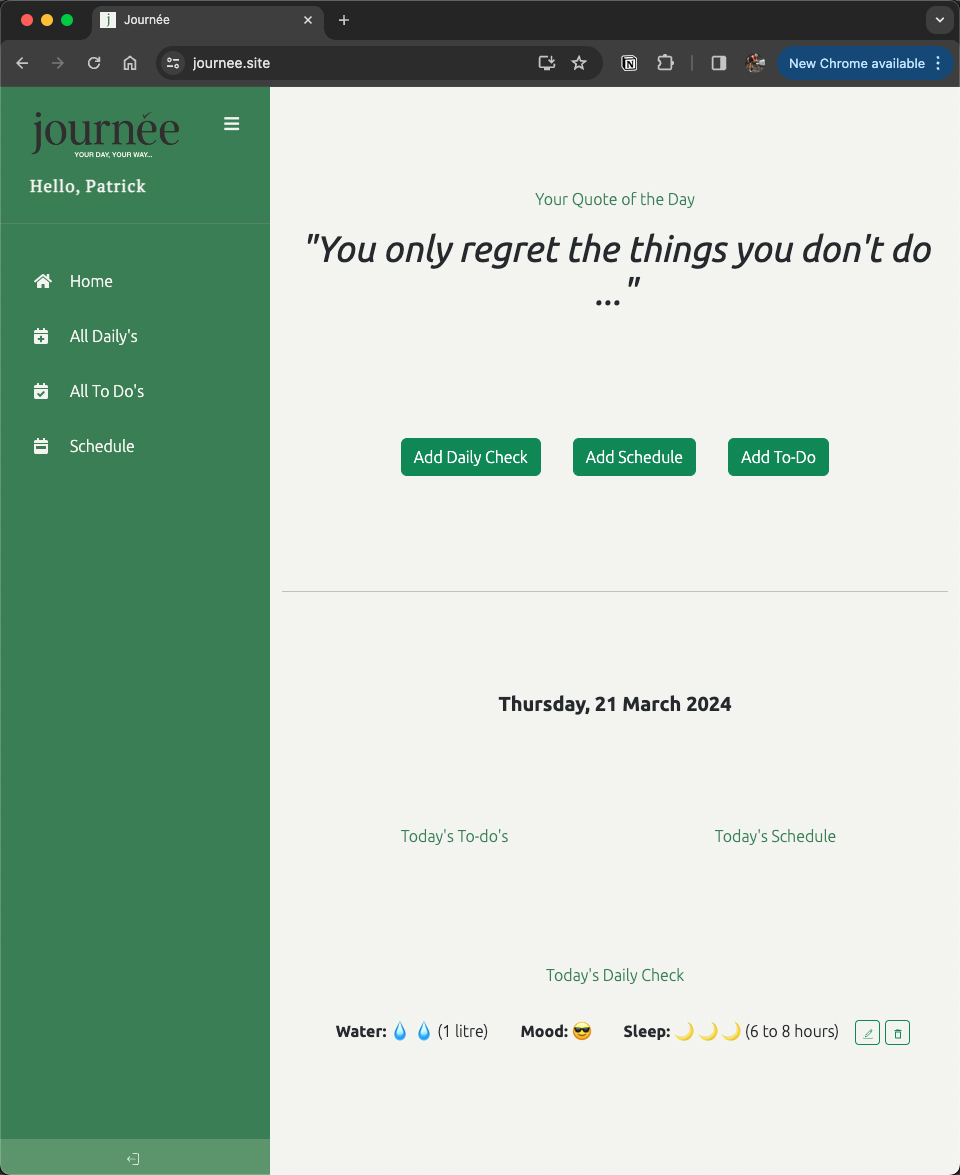 Journée
journee.site
New Chrome available
journée
YOUR DAY, YOUR WAY...
Hello, Patrick
Home
All Daily's
All To Do's
Schedule
Your Quote of the Day
"You only regret the things you don't do
..."
Add Daily Check
Add Schedule
Add To-Do
Thursday, 21 March 2024
Today's To-do's
Today's Schedule
Today's Daily Check
Water: 💧 💧 (1 litre) Mood: 😎 Sleep: 🌙 🌙 🌙 (6 to 8 hours)